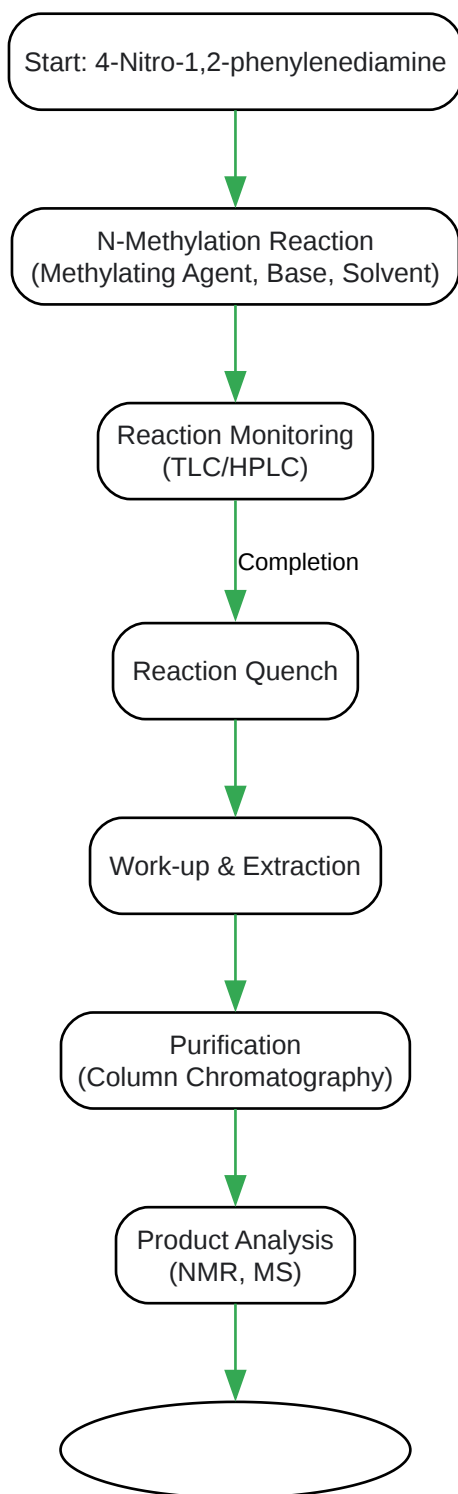 Start: 4-Nitro-1,2-phenylenediamine
N-Methylation Reaction
(Methylating Agent, Base, Solvent)
Reaction Monitoring
(TLC/HPLC)
Completion
Reaction Quench
Work-up & Extraction
Purification
(Column Chromatography)
Product Analysis
(NMR, MS)